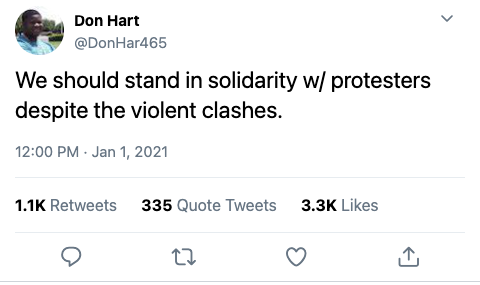 Don Hart
@DonHar465
We should stand in solidarity w/ protesters
despite the violent clashes.
12:00 PM · Jan 1, 2021
1.1K Retweets 335 Quote Tweets 3.3K Likes